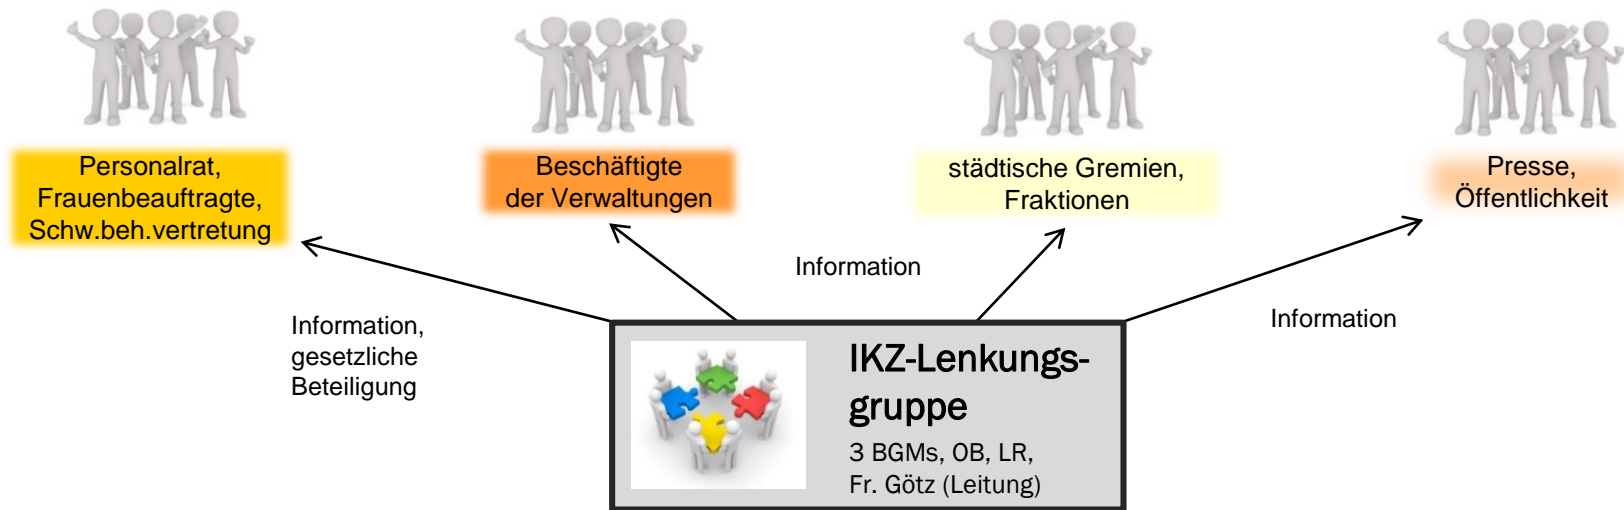 Personalrat,
Frauenbeauftragte,
Schw.beh.vertretung
Beschäftigte
der Verwaltungen
städtische Gremien,
Fraktionen
Presse,
Öffentlichkeit
Information
Information,
gesetzliche
Beteiligung
Information
IKZ-Lenkungs-
gruppe
3 BGMs, OB, LR,
Fr. Götz (Leitung)